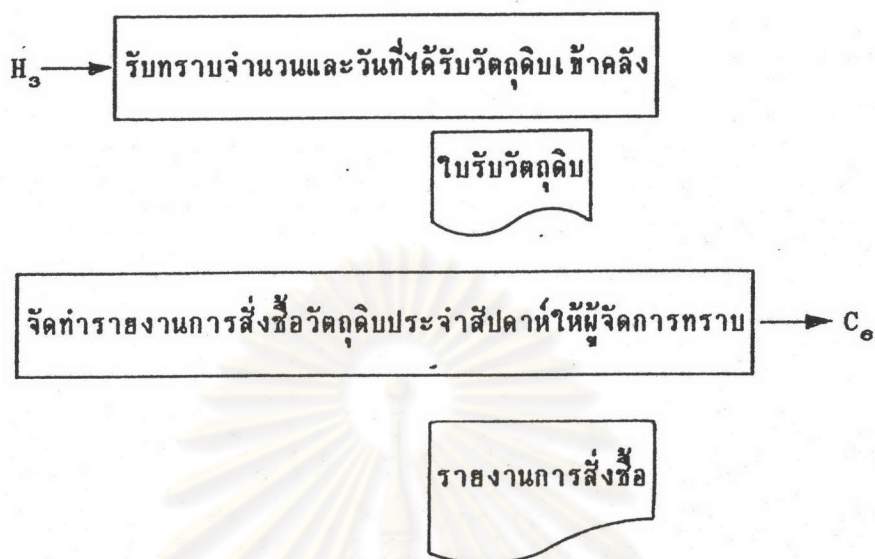 H₃
รับทราบจำนวนและวันที่ได้รับวัตถุดิบเข้าคลัง
ใบรับวัตถุดิบ
จัดทำรายงานการสั่งซื้อวัตถุดิบประจำสัปดาห์ให้ผู้จัดการทราบ
C₆
รายงานการสั่งซื้อ